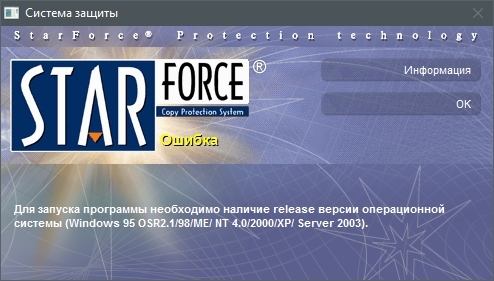 Система защиты
StarForce® Protection technology
STAR FORCE ®
Copy Protection System
Информация
OK
Ошибка
Для запуска программы необходимо наличие release версии операционной
системы (Windows 95 OSR2.1/98/ME/ NT 4.0/2000/XP/ Server 2003).